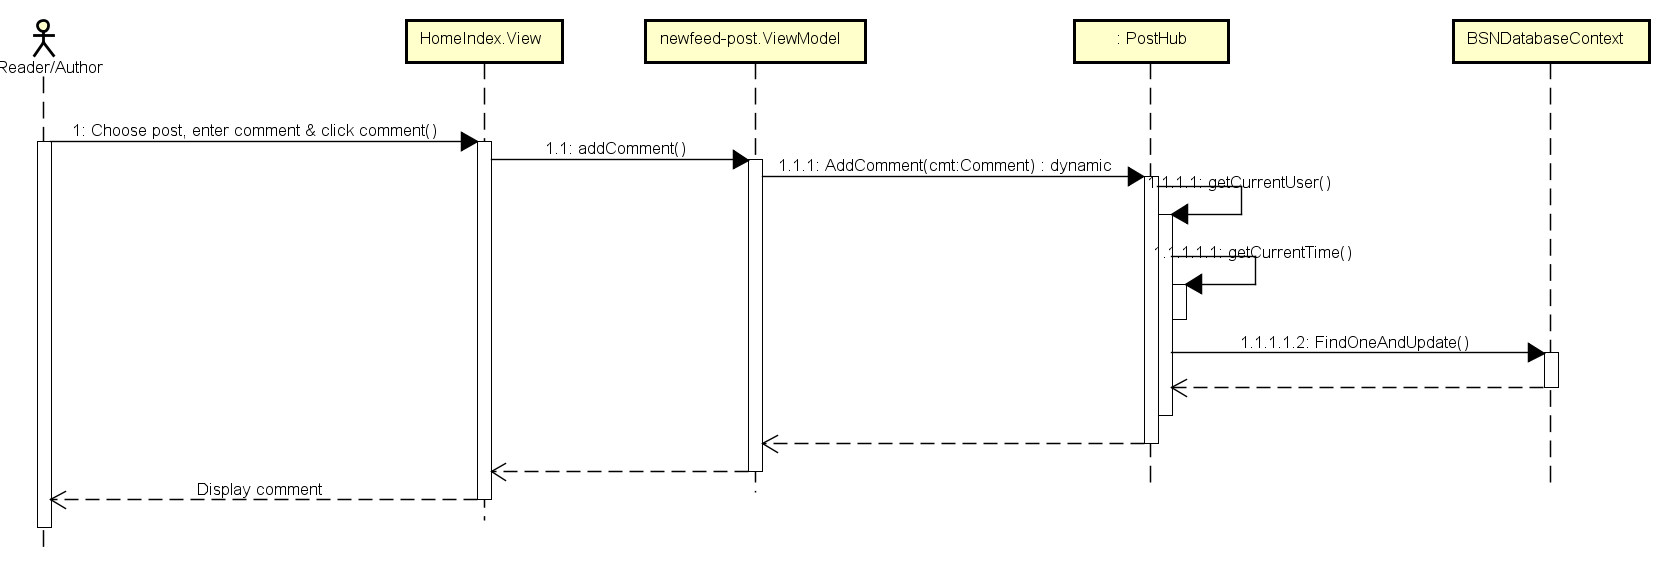 HomeIndex.View
newfeed-post.ViewModel
: PostHub
BSNDatabaseContext
Reader/Author
1: Choose post, enter comment & click comment()
1.1: addComment()
1.1.1: AddComment(cmt:Comment) : dynamic
1.1.1.1: getCurrentUser()
1.1.1.1.1: getCurrentTime()
1.1.1.1.2: FindOneAndUpdate()
Display comment